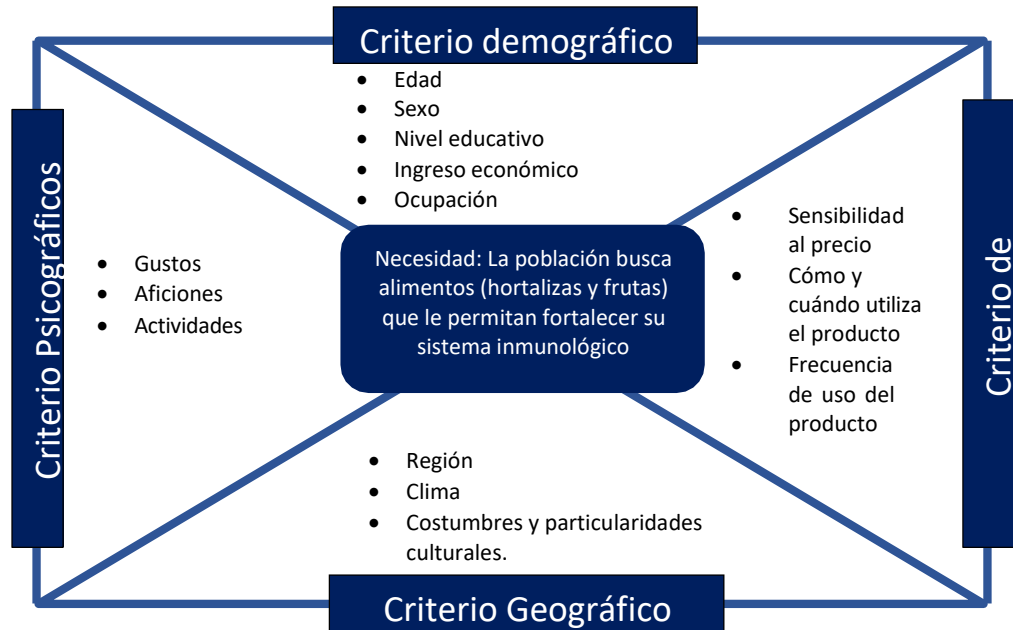 Criterio demográfico
• Edad
• Sexo
• Nivel educativo
• Ingreso económico
• Ocupación
Criterio Psicográficos
• Gustos
• Aficiones
• Actividades
Necesidad: La población busca
alimentos (hortalizas y frutas)
que le permitan fortalecer su
sistema inmunológico
• Sensibilidad
al precio
• Cómo y
cuándo utiliza
el producto
• Frecuencia
de uso del
producto
Criterio de
• Región
• Clima
• Costumbres y particularidades
culturales.
Criterio Geográfico